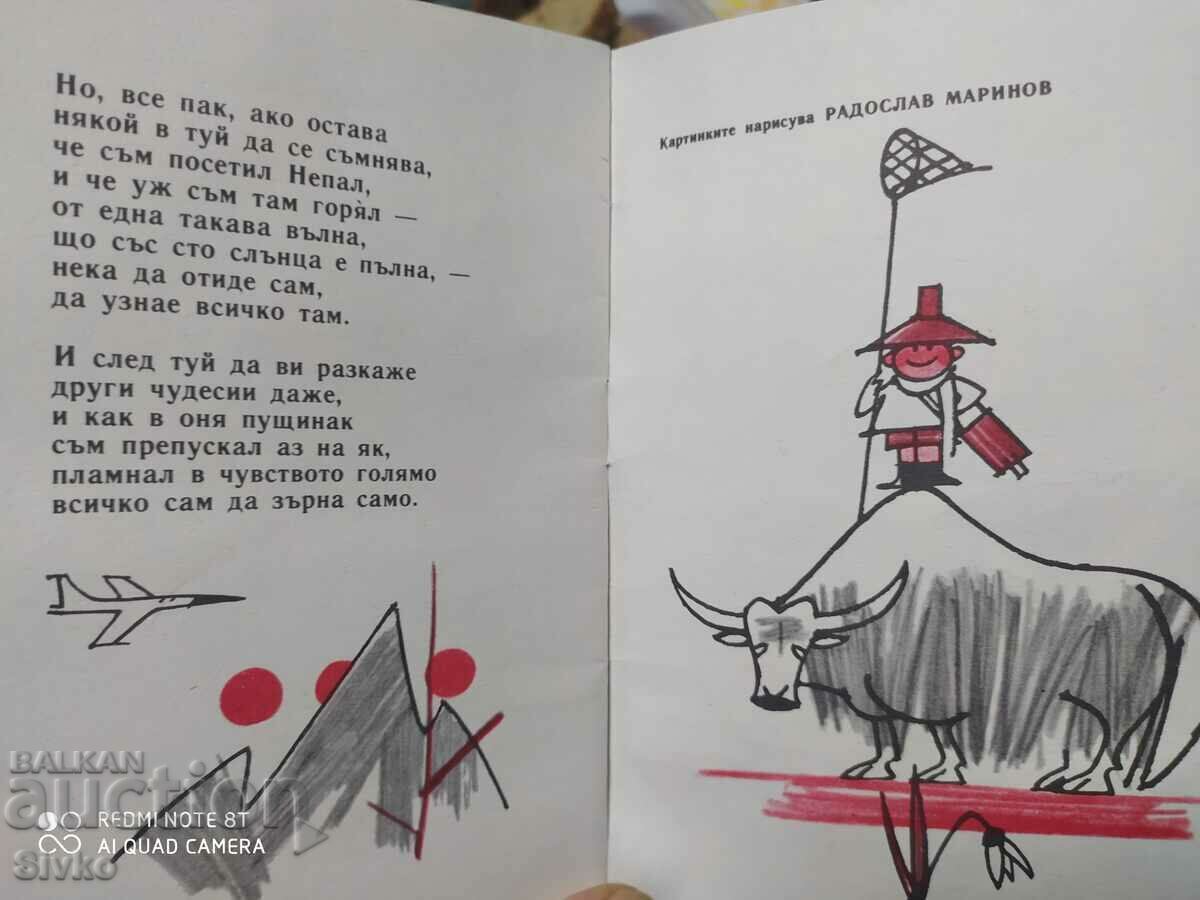 Но, все пак, ако остава
някой в туй да се съмнява,
че съм посетил Непал,
и че уж съм там горя̀л —
от една такава вълна,
що със сто слънца е пълна, —
нека да отиде сам,
да узнае всичко там.
И след туй да ви разкаже
други чудесии даже,
и как в оня пущинак
съм препускал аз на як,
пламнал в чувството голямо
всичко сам да зърна само.
Картинките нарисува РАДОСЛАВ МАРИНОВ
BALKAN
auction
REDMI NOTE 8T
AI QUAD CAMERA
Sivko